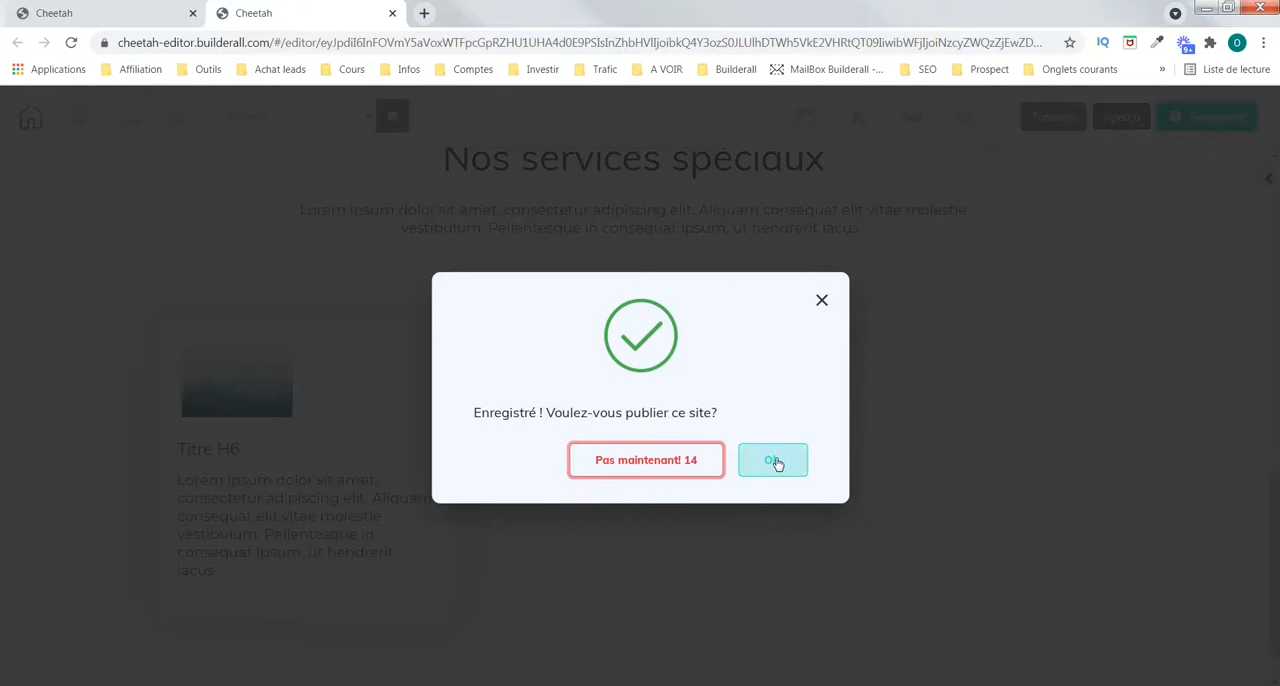 Cheetah
Cheetah
cheetah-editor.builderall.com/#/editor/
9+
O
Applications Affiliation Outils Achat leads Cours Infos Comptes Investir Trafic A VOIR Builderall MailBox Builderall -... SEO Prospect Onglets courants » Liste de lecture
Aperçu
Nos services spéciaux
Lorem ipsum dolor sit amet, consectetur adipiscing elit. Aliquam consequat elit vitae molestie
vestibulum. Pellentesque in consequat ipsum, ut hendrerit lacus.
Enregistré ! Voulez-vous publier ce site?
Pas maintenant! 14
Titre H6
Lorem ipsum dolor sit amet,
consectetur adipiscing elit. Aliquam
consequat elit vitae molestie
vestibulum. Pellentesque in
consequat ipsum, ut hendrerit
lacus